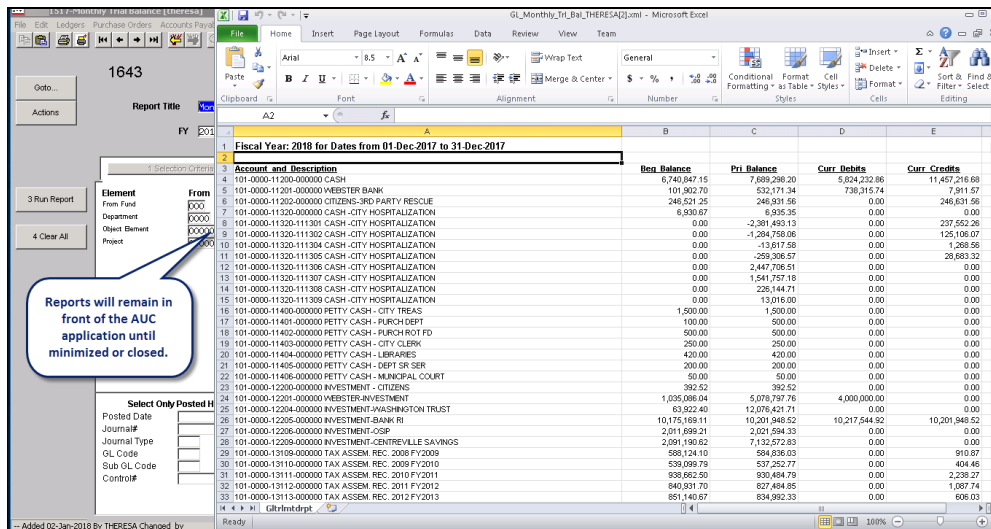 1517-Monthly Trial Balance [Theresa]
File Edit Ledgers Purchase Orders Accounts Payab
1643
Goto...
Actions
Report Title Mon
FY 201
1 Selection Criteria
3 Run Report
4 Clear All
Element From
From Fund 000
Department 0000
Object Element 00000
Project 00000
Reports will remain in
front of the AUC
application until
minimized or closed.
Select Only Posted H
Posted Date
Journal#
Journal Type
GL Code
Sub GL Code
Control#
-- Added 02-Jan-2018 By THERESA Changed by
GL_Monthly_Trl_Bal_THERESA[2].xml - Microsoft Excel
File Home Insert Page Layout Formulas Data Review View Team
Paste
Arial 8.5
Wrap Text
Merge & Center
General
Conditional Formatting
Format as Table
Cell Styles
Insert
Delete
Format
Sort & Filter
Find & Select
Clipboard Font Alignment Number Styles Cells Editing
A2 fx
A B C D E
1 Fiscal Year: 2018 for Dates from 01-Dec-2017 to 31-Dec-2017
2
3 Account and Description Beg Balance Pri Balance Curr Debits Curr Credits
4 101-0000-11200-000000 CASH 6,740,847.15 7,689,298.20 5,824,232.86 11,457,216.68
5 101-0000-11201-000000 WEBSTER BANK 101,902.70 532,171.34 738,315.74 7,911.57
6 101-0000-11202-000000 CITIZENS-3RD PARTY RESCUE 246,521.25 246,931.56 0.00 246,631.56
7 101-0000-11320-000000 CASH -CITY HOSPITALIZATION 6,930.67 6,935.35 0.00 0.00
8 101-0000-11320-111301 CASH -CITY HOSPITALIZATION 0.00 -2,381,493.13 0.00 237,552.26
9 101-0000-11320-111302 CASH -CITY HOSPITALIZATION 0.00 -1,284,758.06 0.00 125,106.07
10 101-0000-11320-111304 CASH -CITY HOSPITALIZATION 0.00 -13,617.58 0.00 1,268.56
11 101-0000-11320-111305 CASH -CITY HOSPITALIZATION 0.00 -259,306.57 0.00 28,683.32
12 101-0000-11320-111306 CASH -CITY HOSPITALIZATION 0.00 2,447,706.51 0.00 0.00
13 101-0000-11320-111307 CASH -CITY HOSPITALIZATION 0.00 1,541,757.18 0.00 0.00
14 101-0000-11320-111308 CASH -CITY HOSPITALIZATION 0.00 226,144.71 0.00 0.00
15 101-0000-11320-111309 CASH -CITY HOSPITALIZATION 0.00 13,016.00 0.00 0.00
16 101-0000-11400-000000 PETTY CASH - CITY TREAS 1,500.00 1,500.00 0.00 0.00
17 101-0000-11401-000000 PETTY CASH - PURCH DEPT 100.00 500.00 0.00 0.00
18 101-0000-11402-000000 PETTY CASH - PURCH ROT FD 500.00 500.00 0.00 0.00
19 101-0000-11403-000000 PETTY CASH - CITY CLERK 250.00 250.00 0.00 0.00
20 101-0000-11404-000000 PETTY CASH - LIBRARIES 420.00 420.00 0.00 0.00
21 101-0000-11405-000000 PETTY CASH - DEPT SR SER 200.00 200.00 0.00 0.00
22 101-0000-11406-000000 PETTY CASH - MUNICIPAL COURT 50.00 50.00 0.00 0.00
23 101-0000-12200-000000 INVESTMENT - CITIZENS 392.52 392.52 0.00 0.00
24 101-0000-12201-000000 WEBSTER-INVESTMENT 1,035,086.04 5,078,797.76 4,000,000.00 0.00
25 101-0000-12204-000000 INVESTMENT-WASHINGTON TRUST 63,922.40 12,076,421.71 0.00 0.00
26 101-0000-12205-000000 INVESTMENT-BANK RI 10,175,169.11 10,201,948.52 10,217,544.92 10,201,948.52
27 101-0000-12206-000000 INVESTMENT-OSIP 2,011,699.21 2,021,594.33 0.00 0.00
28 101-0000-12209-000000 INVESTMENT-CENTREVILLE SAVINGS 2,091,190.62 7,132,572.83 0.00 0.00
29 101-0000-13109-000000 TAX ASSEM. REC. 2008 FY2009 588,124.10 584,836.03 0.00 910.87
30 101-0000-13110-000000 TAX ASSEM. REC. 2009 FY2010 539,099.79 537,252.77 0.00 404.46
31 101-0000-13111-000000 TAX ASSEM. REC. 2010 FY2011 938,662.50 930,484.79 0.00 2,238.27
32 101-0000-13112-000000 TAX ASSEM. REC. 2011 FY2012 840,931.70 827,484.85 0.00 1,087.74
33 101-0000-13113-000000 TAX ASSEM. REC. 2012 FY2013 851,140.67 834,992.33 0.00 606.03
Gltrlmtdrpt
Ready 100%